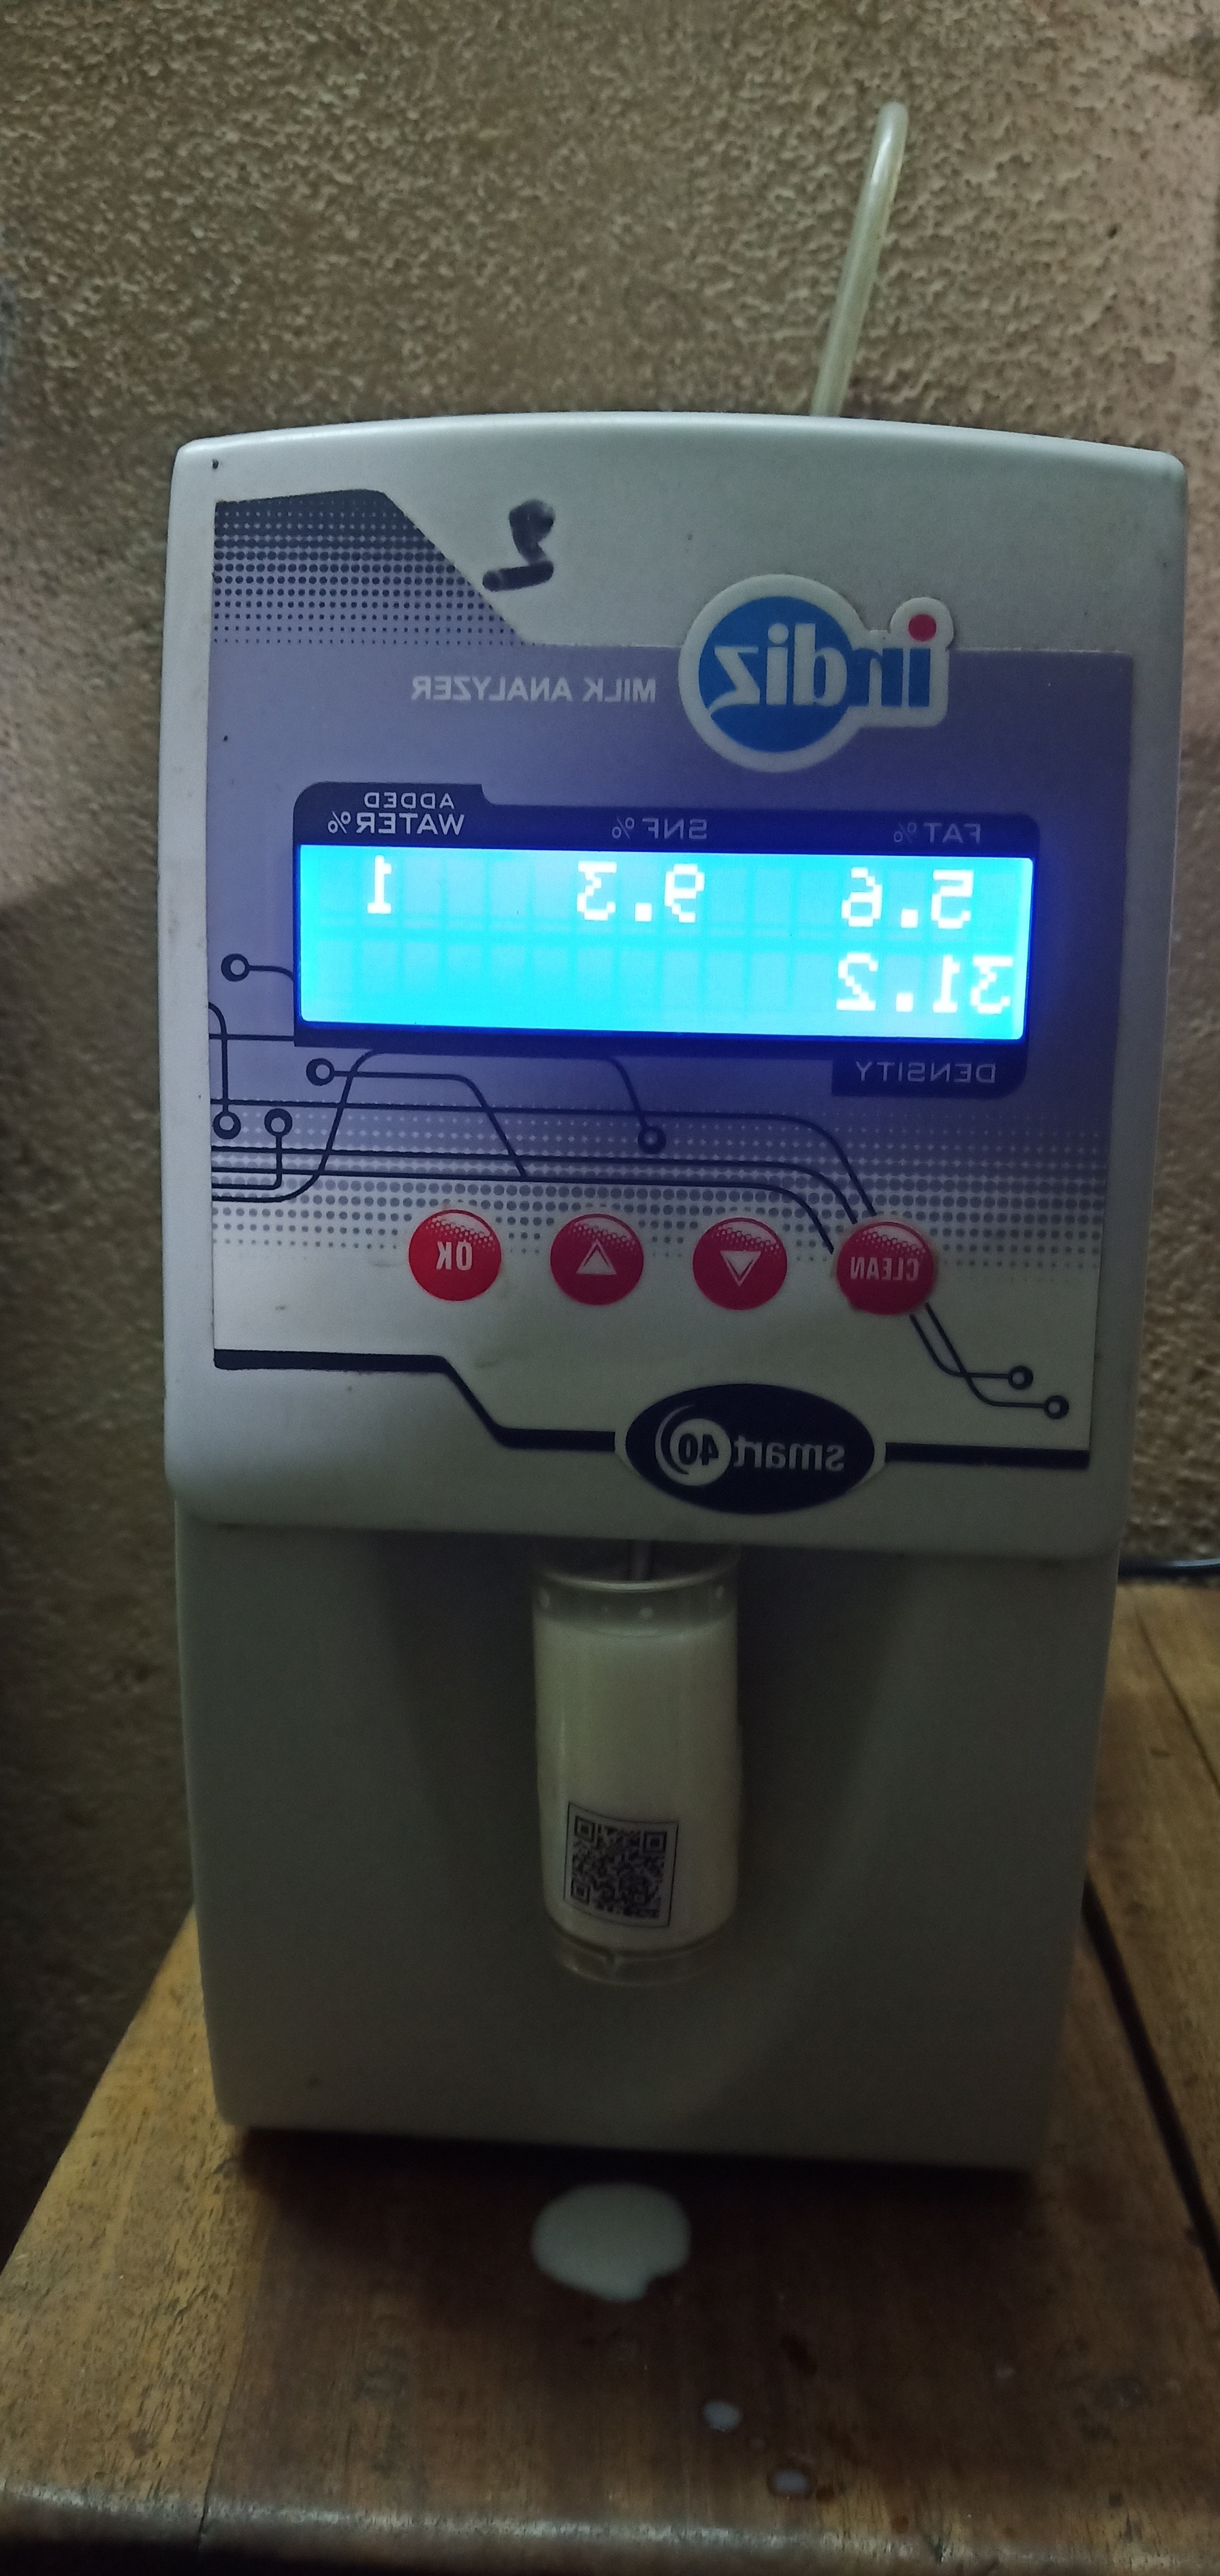 2
indiz
MILK ANALYZER
FAT % SNF % ADDED WATER%
5.6 9.3 1
31.2
DENSITY
CLEAN OK
smart 40